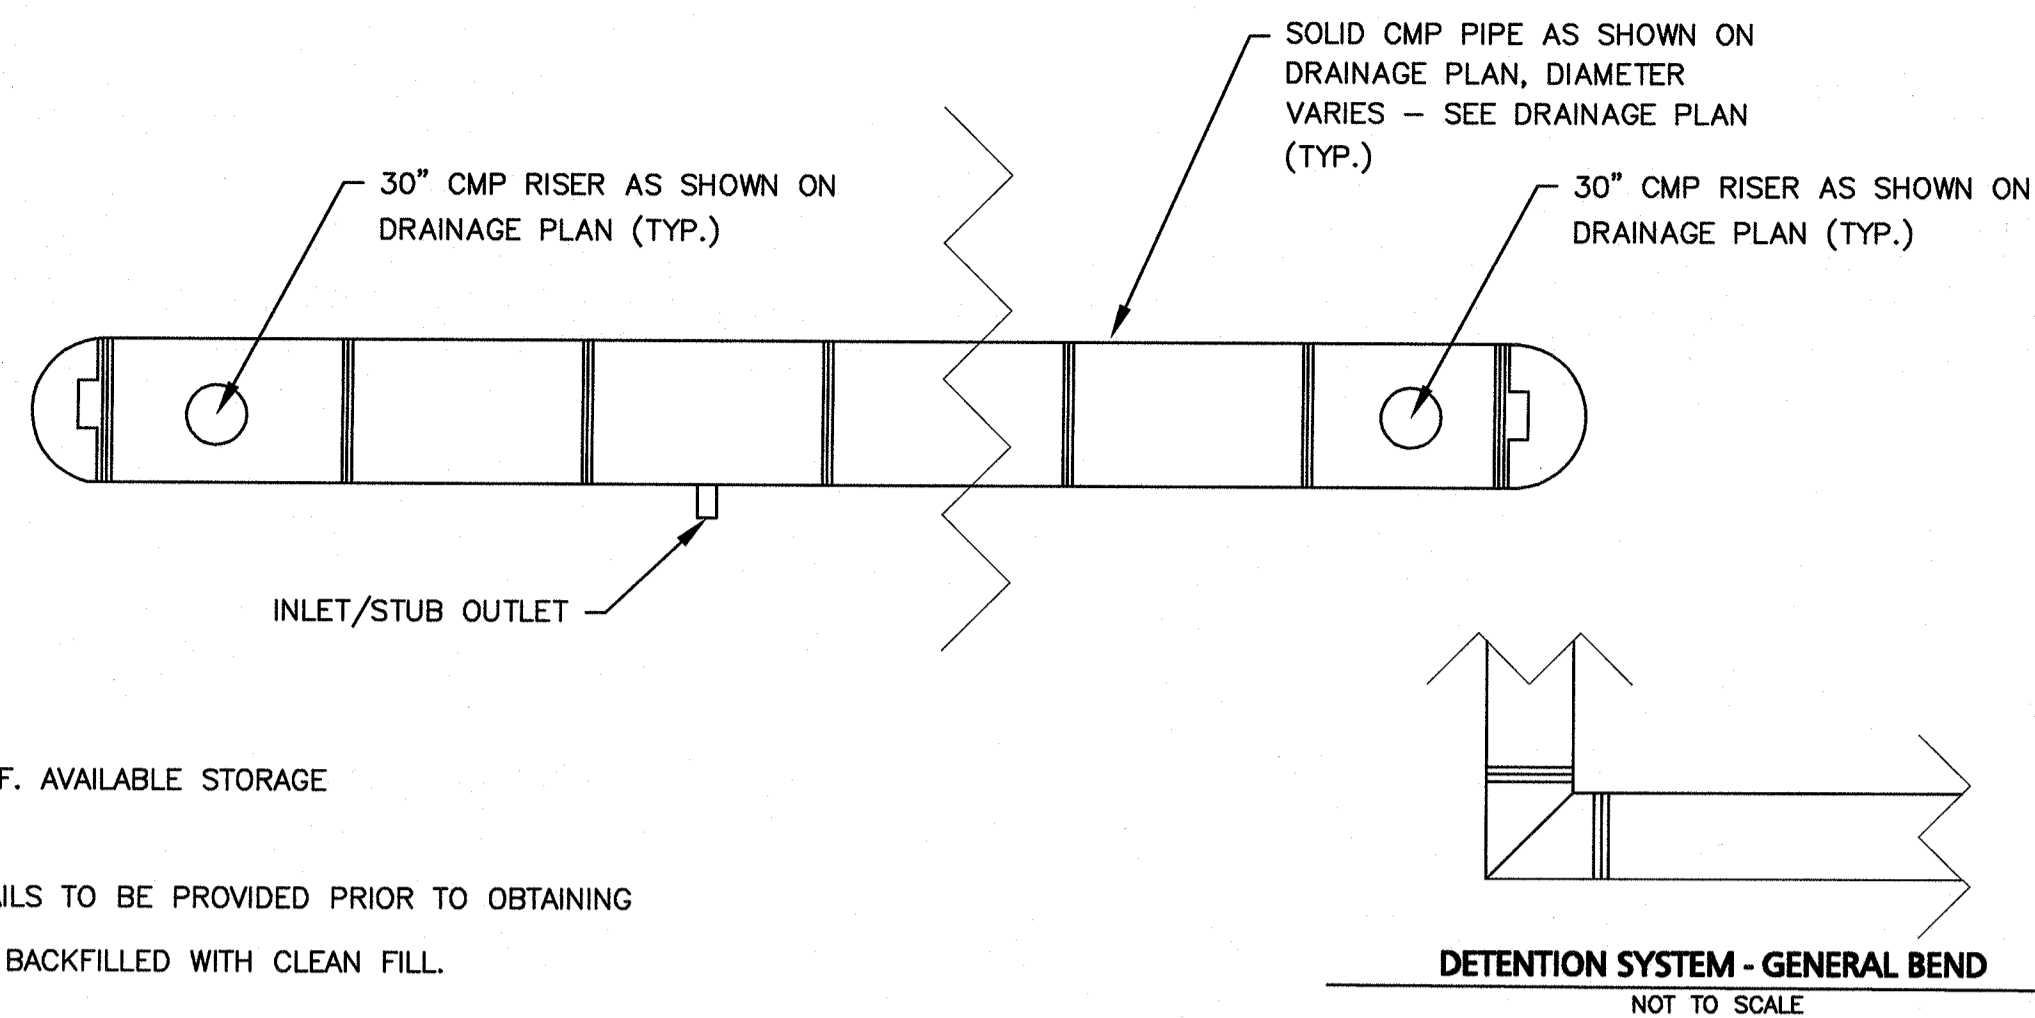 SOLID CMP PIPE AS SHOWN ON
DRAINAGE PLAN, DIAMETER
VARIES – SEE DRAINAGE PLAN
(TYP.)
30" CMP RISER AS SHOWN ON
DRAINAGE PLAN (TYP.)
30" CMP RISER AS SHOWN ON
DRAINAGE PLAN (TYP.)
INLET/STUB OUTLET
F. AVAILABLE STORAGE
AILS TO BE PROVIDED PRIOR TO OBTAINING
BACKFILLED WITH CLEAN FILL.
DETENTION SYSTEM - GENERAL BEND
NOT TO SCALE